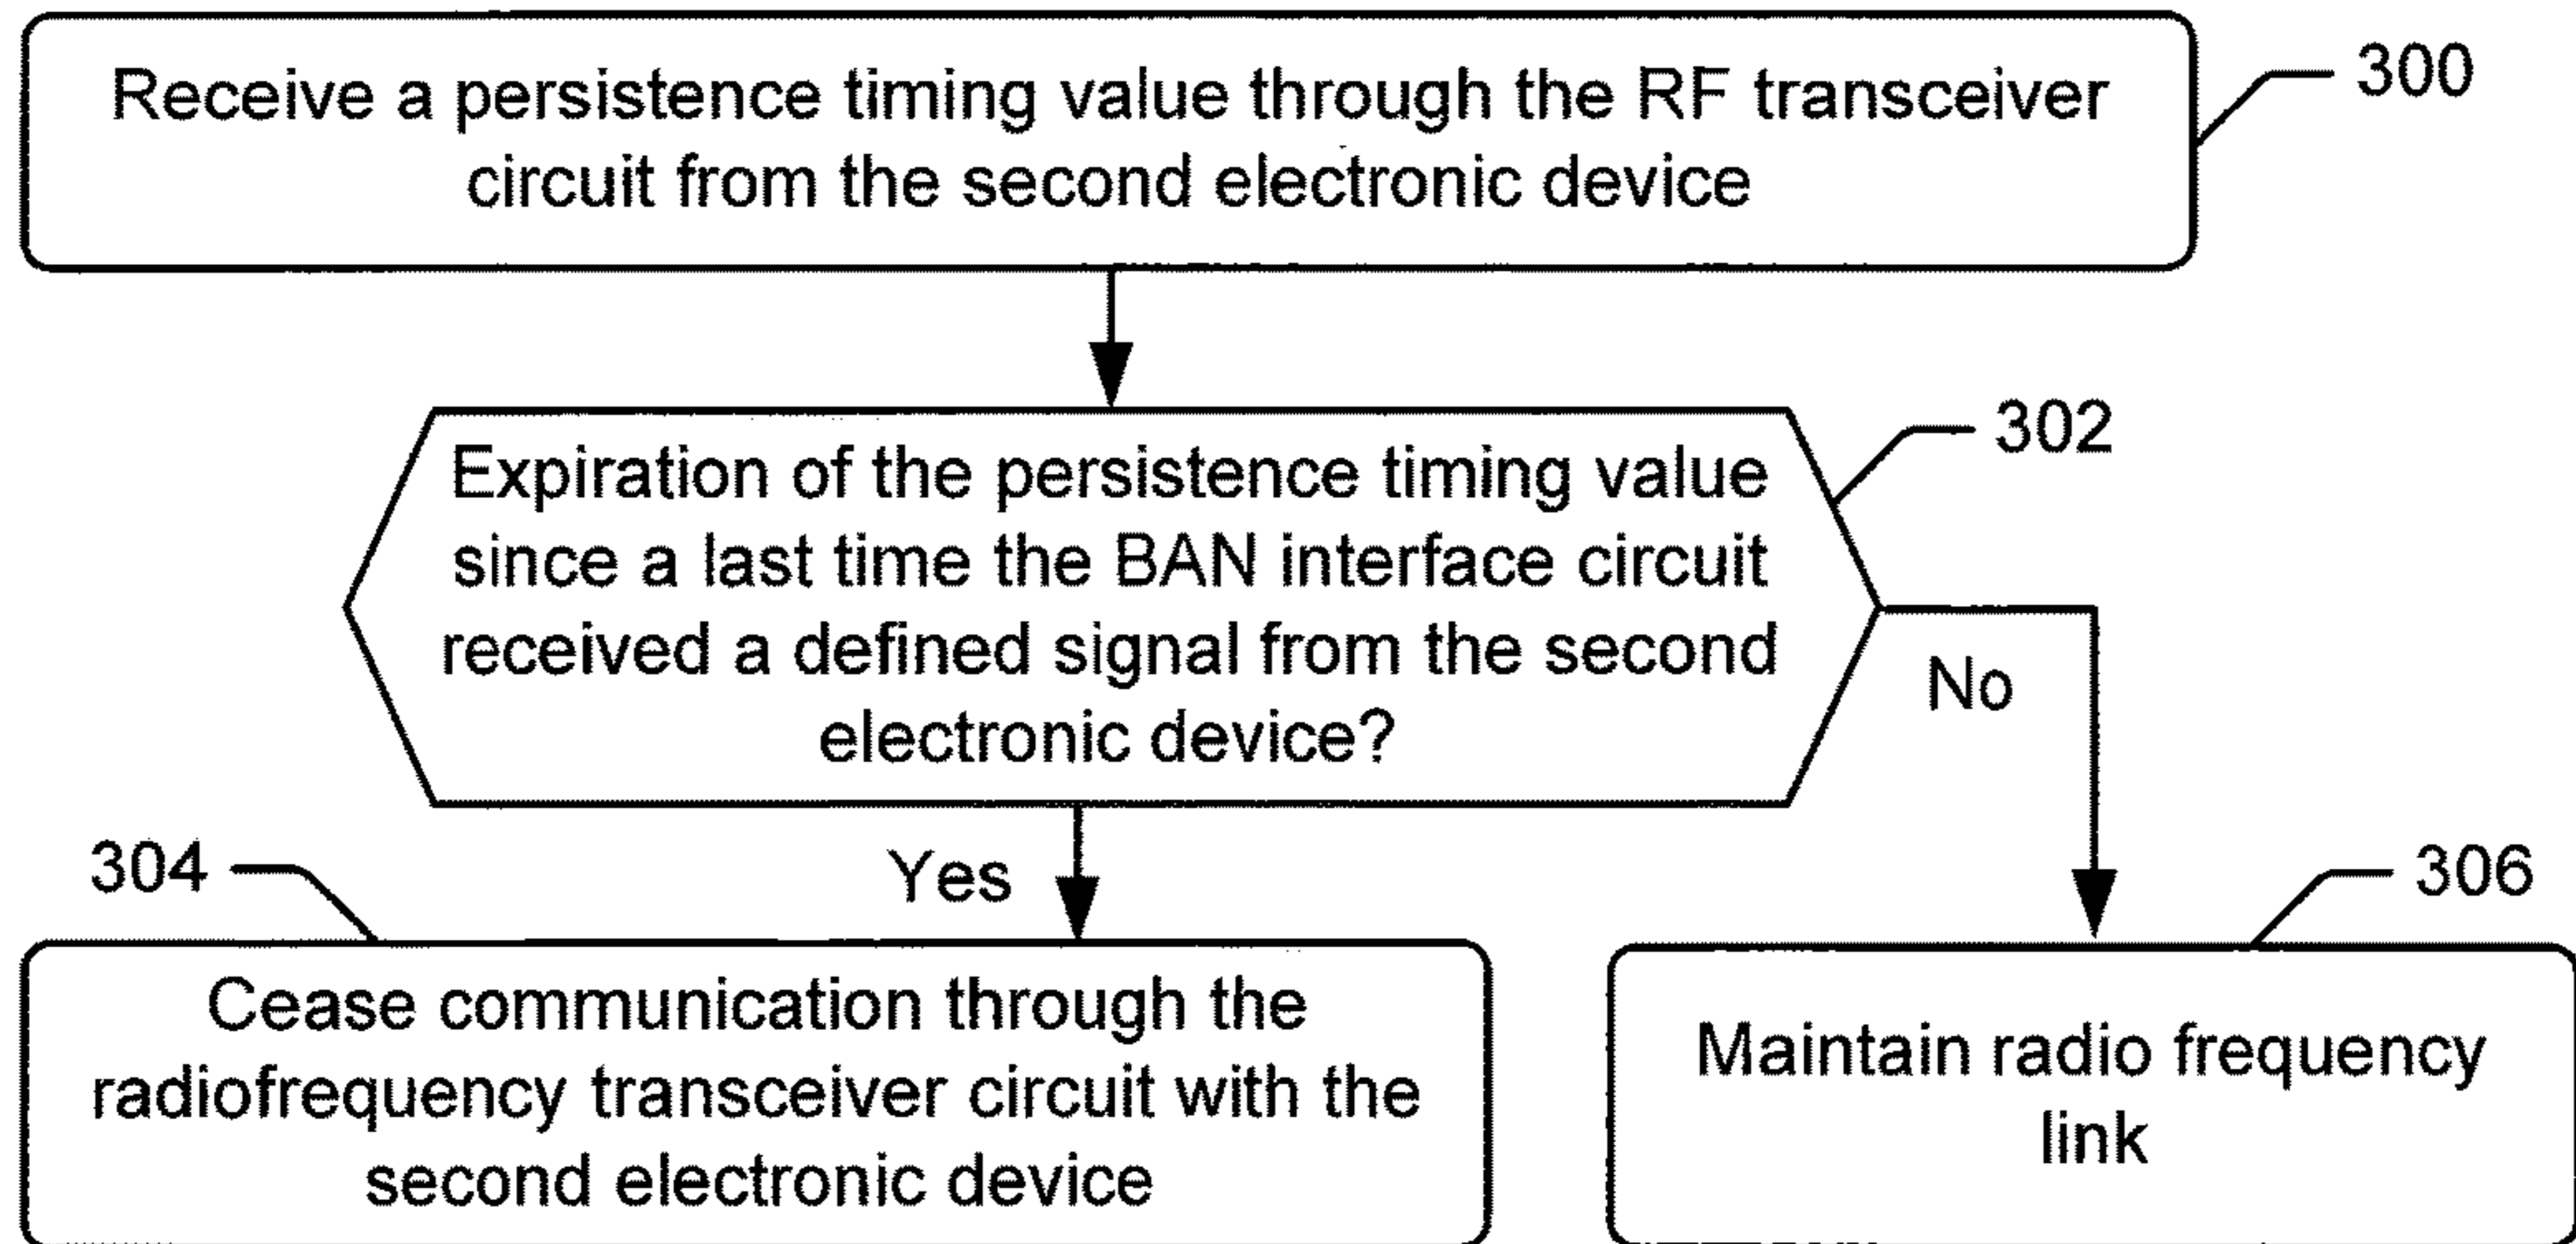 Receive a persistence timing value through the RF transceiver
circuit from the second electronic device
300
Expiration of the persistence timing value
since a last time the BAN interface circuit
received a defined signal from the second
electronic device?
302
No
Yes
304
Cease communication through the
radiofrequency transceiver circuit with the
second electronic device
306
Maintain radio frequency
link